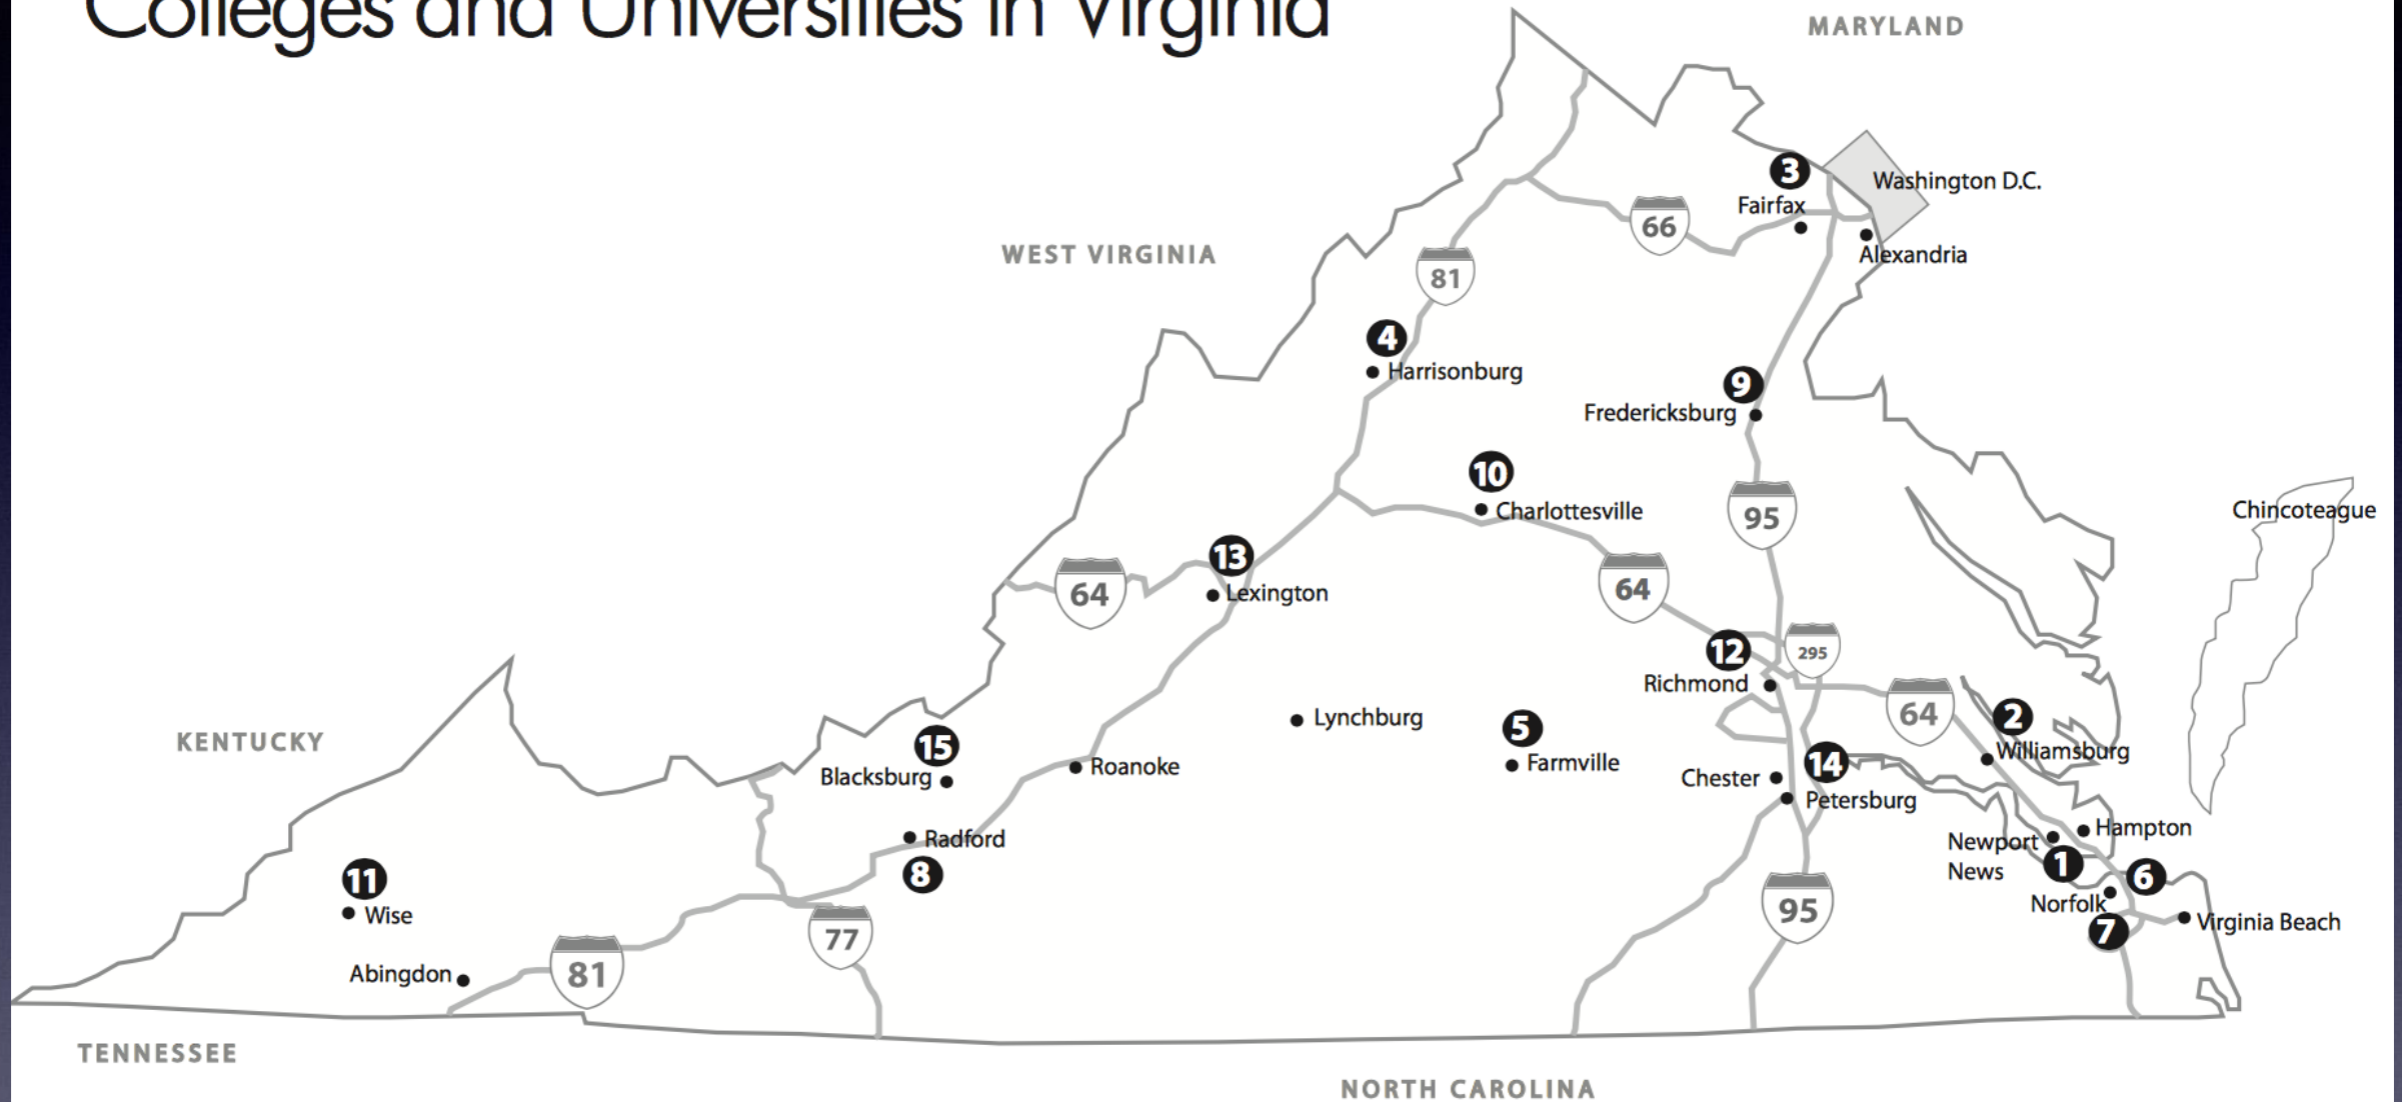 Colleges and Universities in Virginia
MARYLAND
3
Washington D.C.
Fairfax
66
WEST VIRGINIA
Alexandria
81
4
Harrisonburg
9
Fredericksburg
10
Charlottesville
95
Chincoteague
13
64
Lexington
64
12
295
Richmond
64
2
Lynchburg
5
KENTUCKY
15
Williamsburg
Blacksburg
Roanoke
Farmville
14
Chester
Petersburg
Radford
Hampton
Newport
News
1
8
6
11
Wise
Norfolk
95
7
Virginia Beach
77
Abingdon
81
TENNESSEE
NORTH CAROLINA